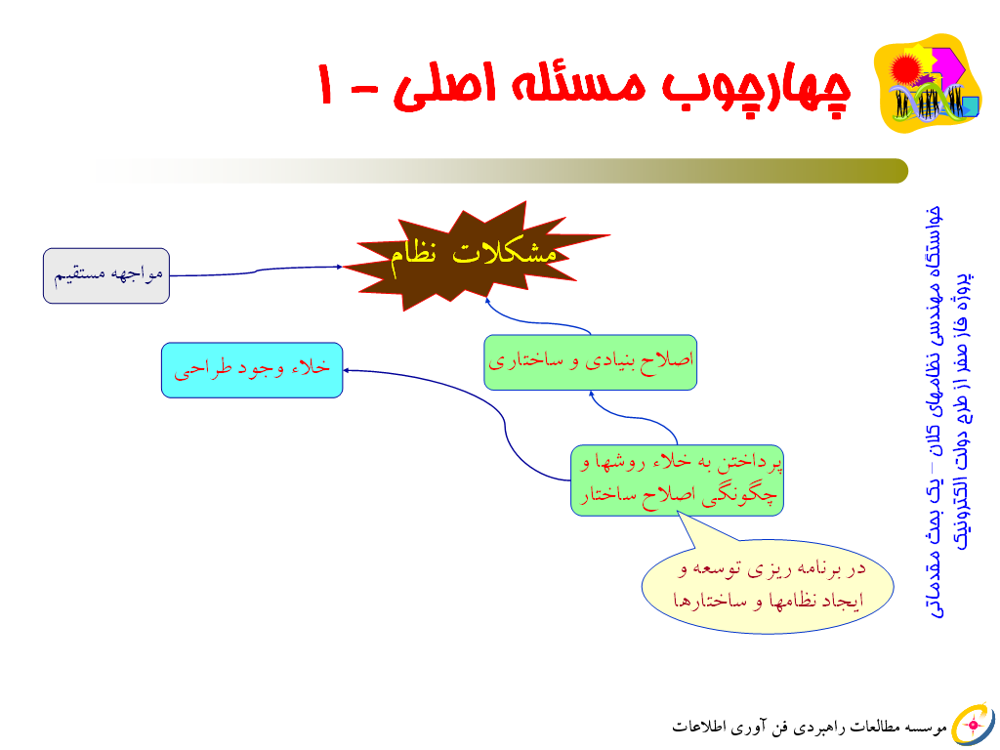 چهارچوب مسئله اصلی - ۱
مشکلات نظام
مواجهه مستقیم
اصلاح بنیادی و ساختاری
خلاء وجود طراحی
پرداختن به خلاء روشها و
چگونگی اصلاح ساختار
در برنامه ریزی توسعه و
ایجاد نظامها و ساختارها
خواستگاه مهندسی نظامهای کلان – یک بحث مقدماتی
پروژه فاز صفر از طرح دولت الکترونیک
موسسه مطالعات راهبردی فن آوری اطلاعات